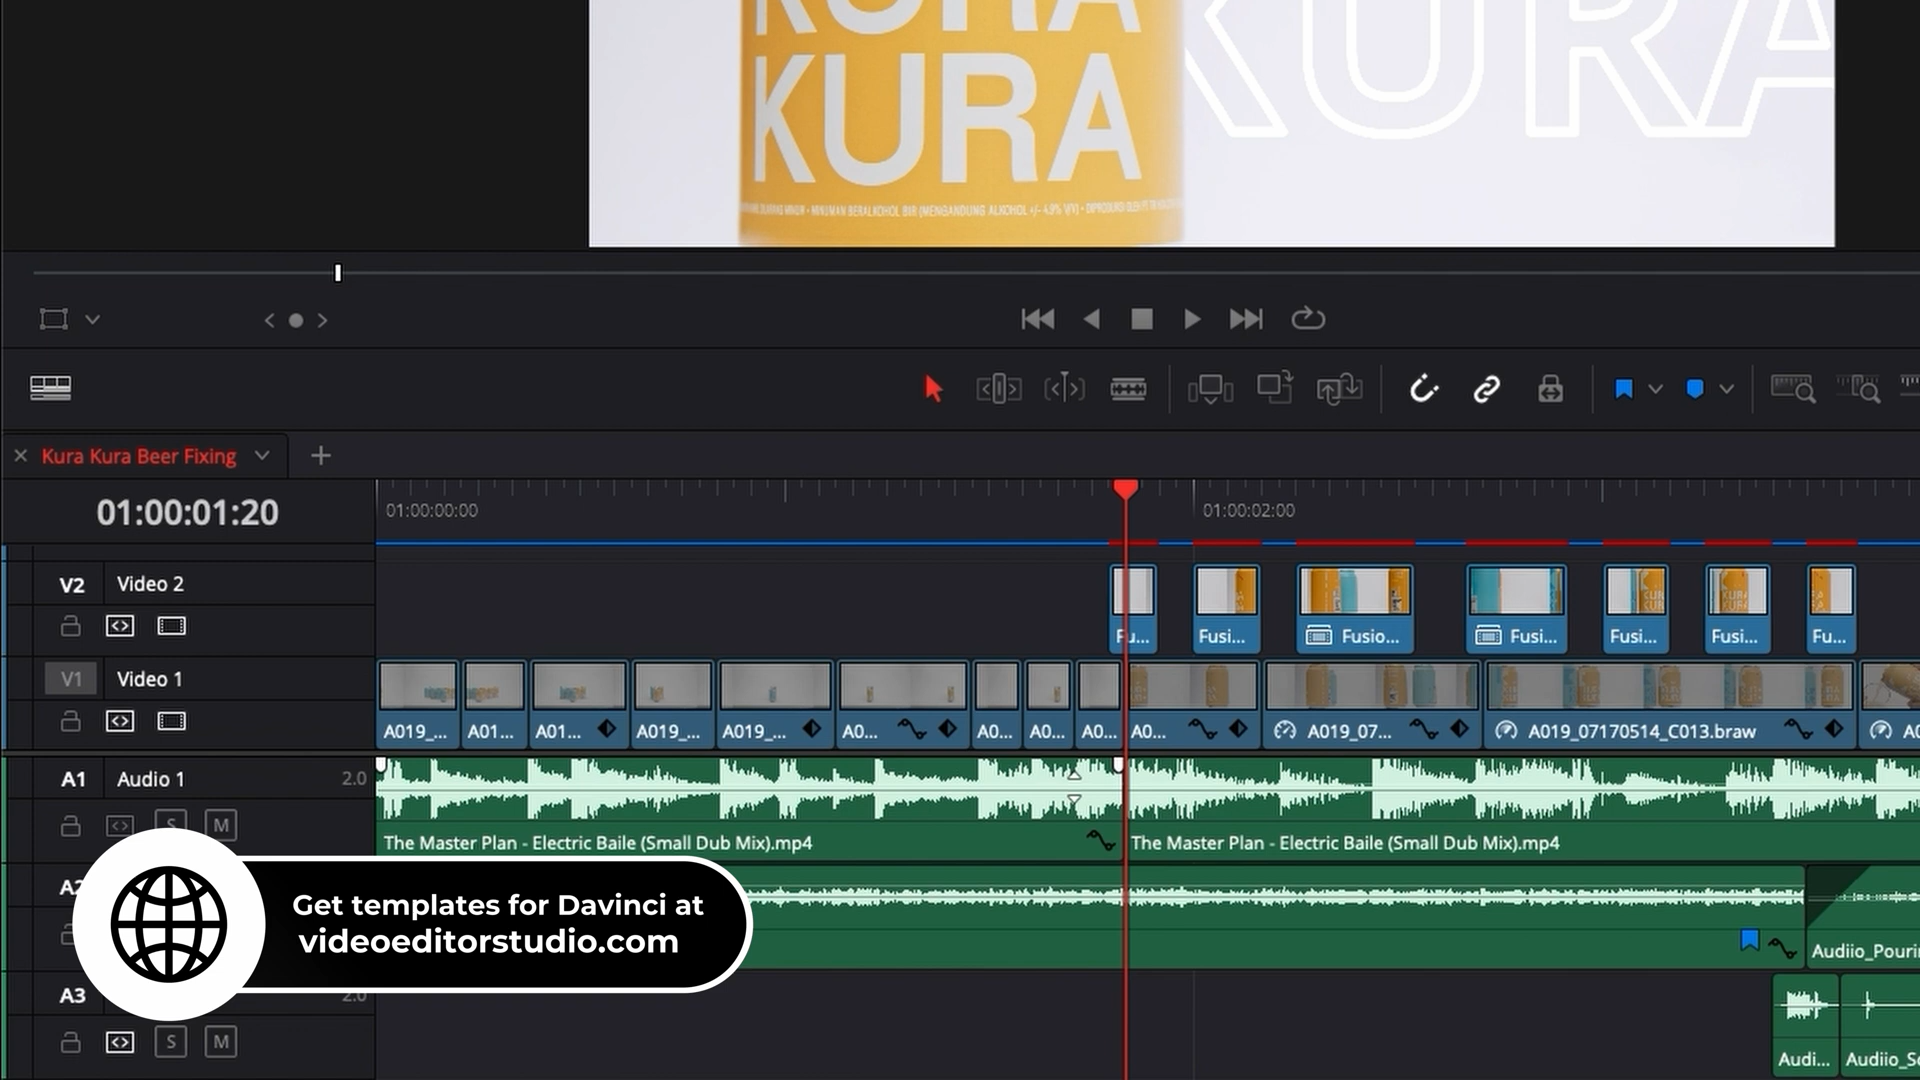 KURA
KURA
KURA
MINUMAN BERALKOHOL BIR (MENGANDUNG ALKOHOL +/- 4.9% V/V)
Kura Kura Beer Fixing
01:00:01:20
01:00:00:00
01:00:02:00
V2
Video 2
Fu...
Fusi...
Fusio...
Fusi...
Fusi...
Fusi...
Fu...
V1
Video 1
A019_...
A01...
A01...
A019_...
A019_...
A0...
A0...
A0...
A0...
A0...
A019_07...
A019_07170514_C013.braw
A0
A1
Audio 1
2.0
S
M
The Master Plan - Electric Baile (Small Dub Mix).mp4
The Master Plan - Electric Baile (Small Dub Mix).mp4
A2
Get templates for Davinci at
videoeditorstudio.com
Audiio_Pourin
A3
2.0
S
M
Audi...
Audiio_So